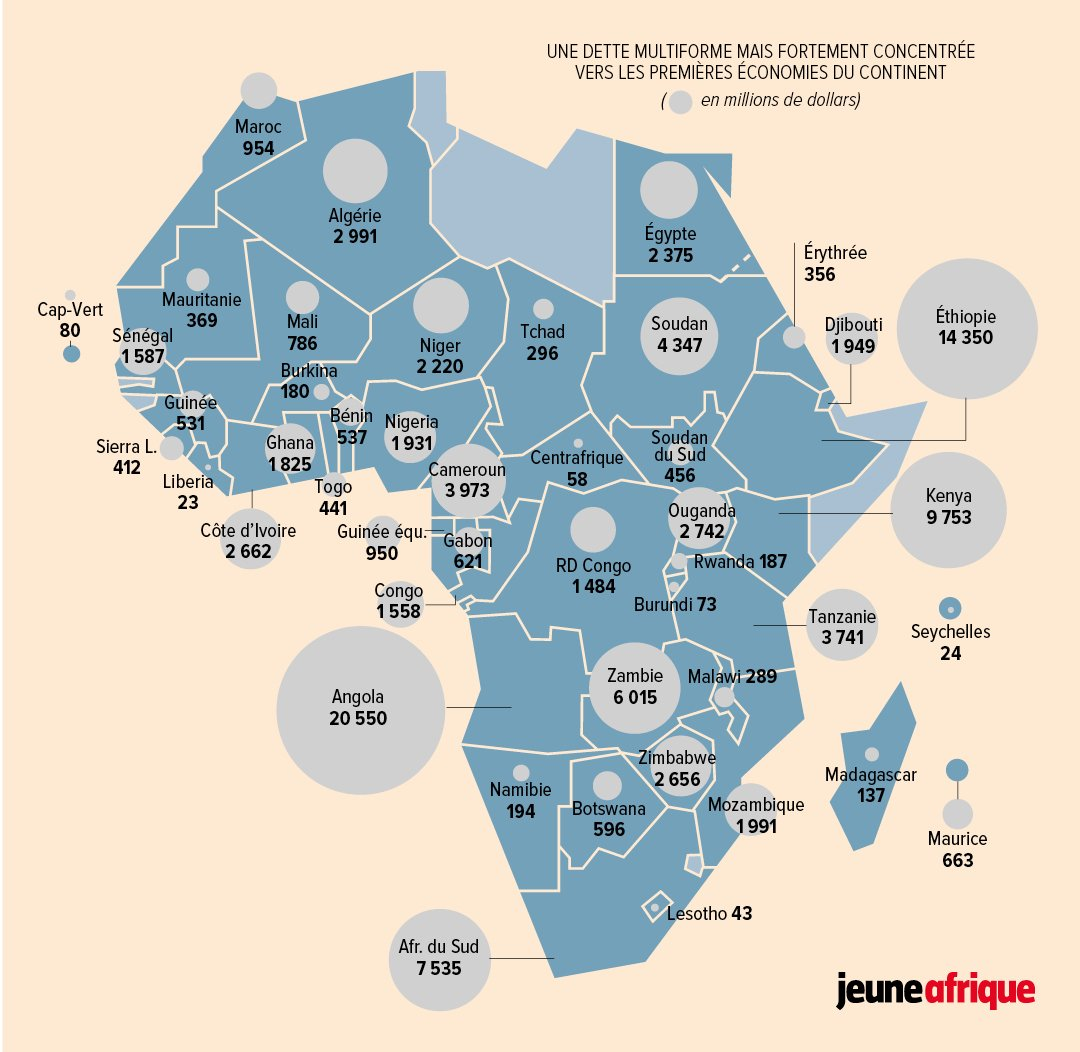 UNE DETTE MULTIFORME MAIS FORTEMENT CONCENTRÉE
VERS LES PREMIÈRES ÉCONOMIES DU CONTINENT
( en millions de dollars)
Maroc
954
Algérie
2 991
Égypte
2 375
Érythrée
356
Cap-Vert
80
Mauritanie
369
Mali
786
Niger
2 220
Tchad
296
Soudan
4 347
Djibouti
1 949
Éthiopie
14 350
Sénégal
1 587
Burkina
180
Guinée
531
Bénin
537
Nigeria
1 931
Sierra L.
412
Ghana
1 825
Liberia
23
Togo
441
Cameroun
3 973
Centrafrique
58
Soudan
du Sud
456
Côte d'Ivoire
2 662
Guinée équ.
950
Gabon
621
RD Congo
1 484
Ouganda
2 742
Kenya
9 753
Rwanda 187
Burundi 73
Congo
1 558
Tanzanie
3 741
Seychelles
24
Angola
20 550
Zambie
6 015
Malawi 289
Zimbabwe
2 656
Namibie
194
Botswana
596
Mozambique
1 991
Madagascar
137
Maurice
663
Lesotho 43
Afr. du Sud
7 535
jeuneafrique